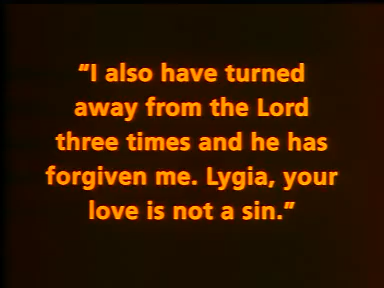 “I also have turned
away from the Lord
three times and he has
forgiven me. Lygia, your
love is not a sin.”